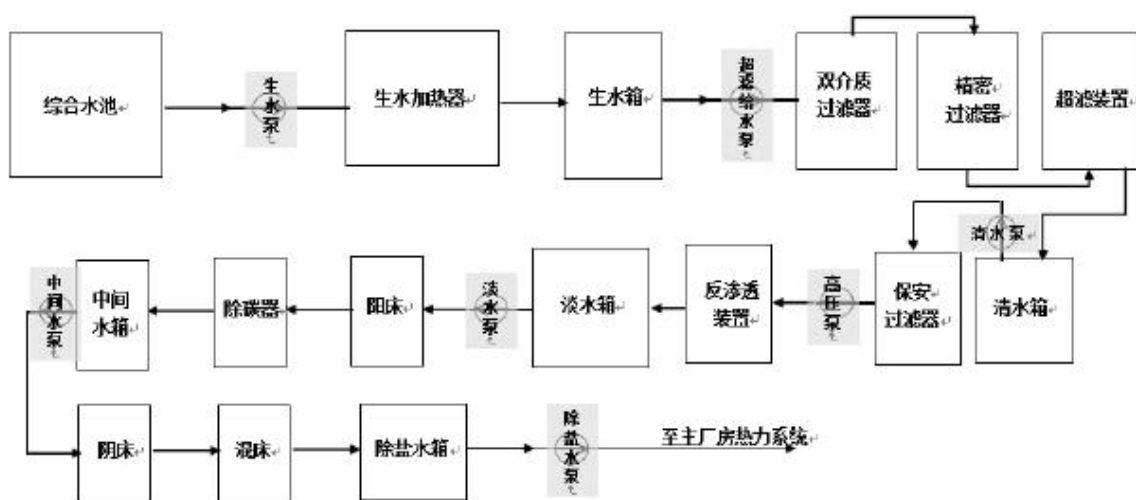 综合水池
生水泵
生水加热器
生水箱
超滤给水泵
双介质
过滤器
精密
过滤器
超滤装置
中间水泵
中间
水箱
除碳器
阳床
淡水泵
淡水箱
反渗透
装置
高压泵
保安
过滤器
清水泵
清水箱
阴床
混床
除盐水箱
除盐水泵
至主厂房热力系统